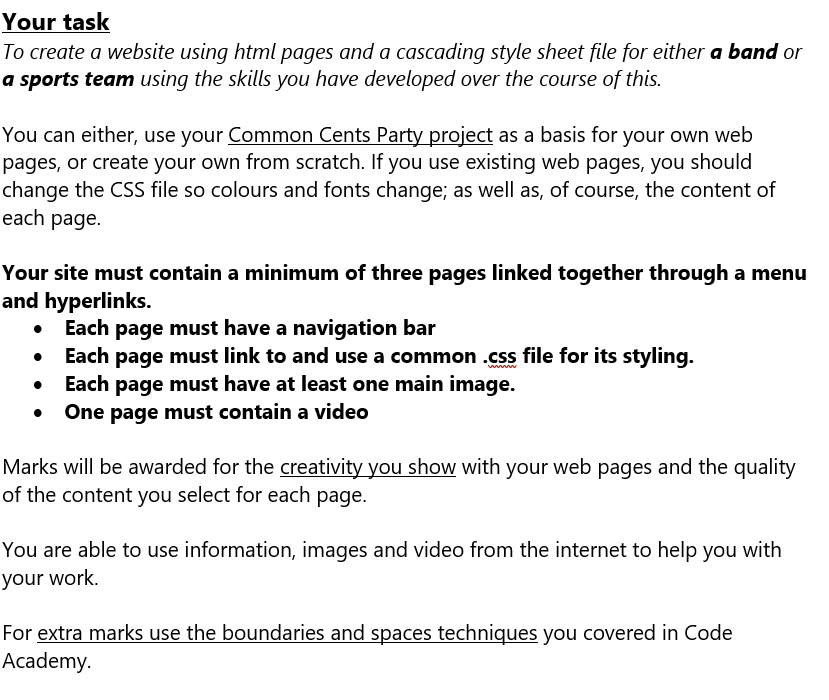 Your task
To create a website using html pages and a cascading style sheet file for either a band or
a sports team using the skills you have developed over the course of this.
You can either, use your Common Cents Party project as a basis for your own web
pages, or create your own from scratch. If you use existing web pages, you should
change the CSS file so colours and fonts change; as well as, of course, the content of
each page.
Your site must contain a minimum of three pages linked together through a menu
and hyperlinks.
• Each page must have a navigation bar
• Each page must link to and use a common .css file for its styling.
• Each page must have at least one main image.
• One page must contain a video
Marks will be awarded for the creativity you show with your web pages and the quality
of the content you select for each page.
You are able to use information, images and video from the internet to help you with
your work.
For extra marks use the boundaries and spaces techniques you covered in Code
Academy.